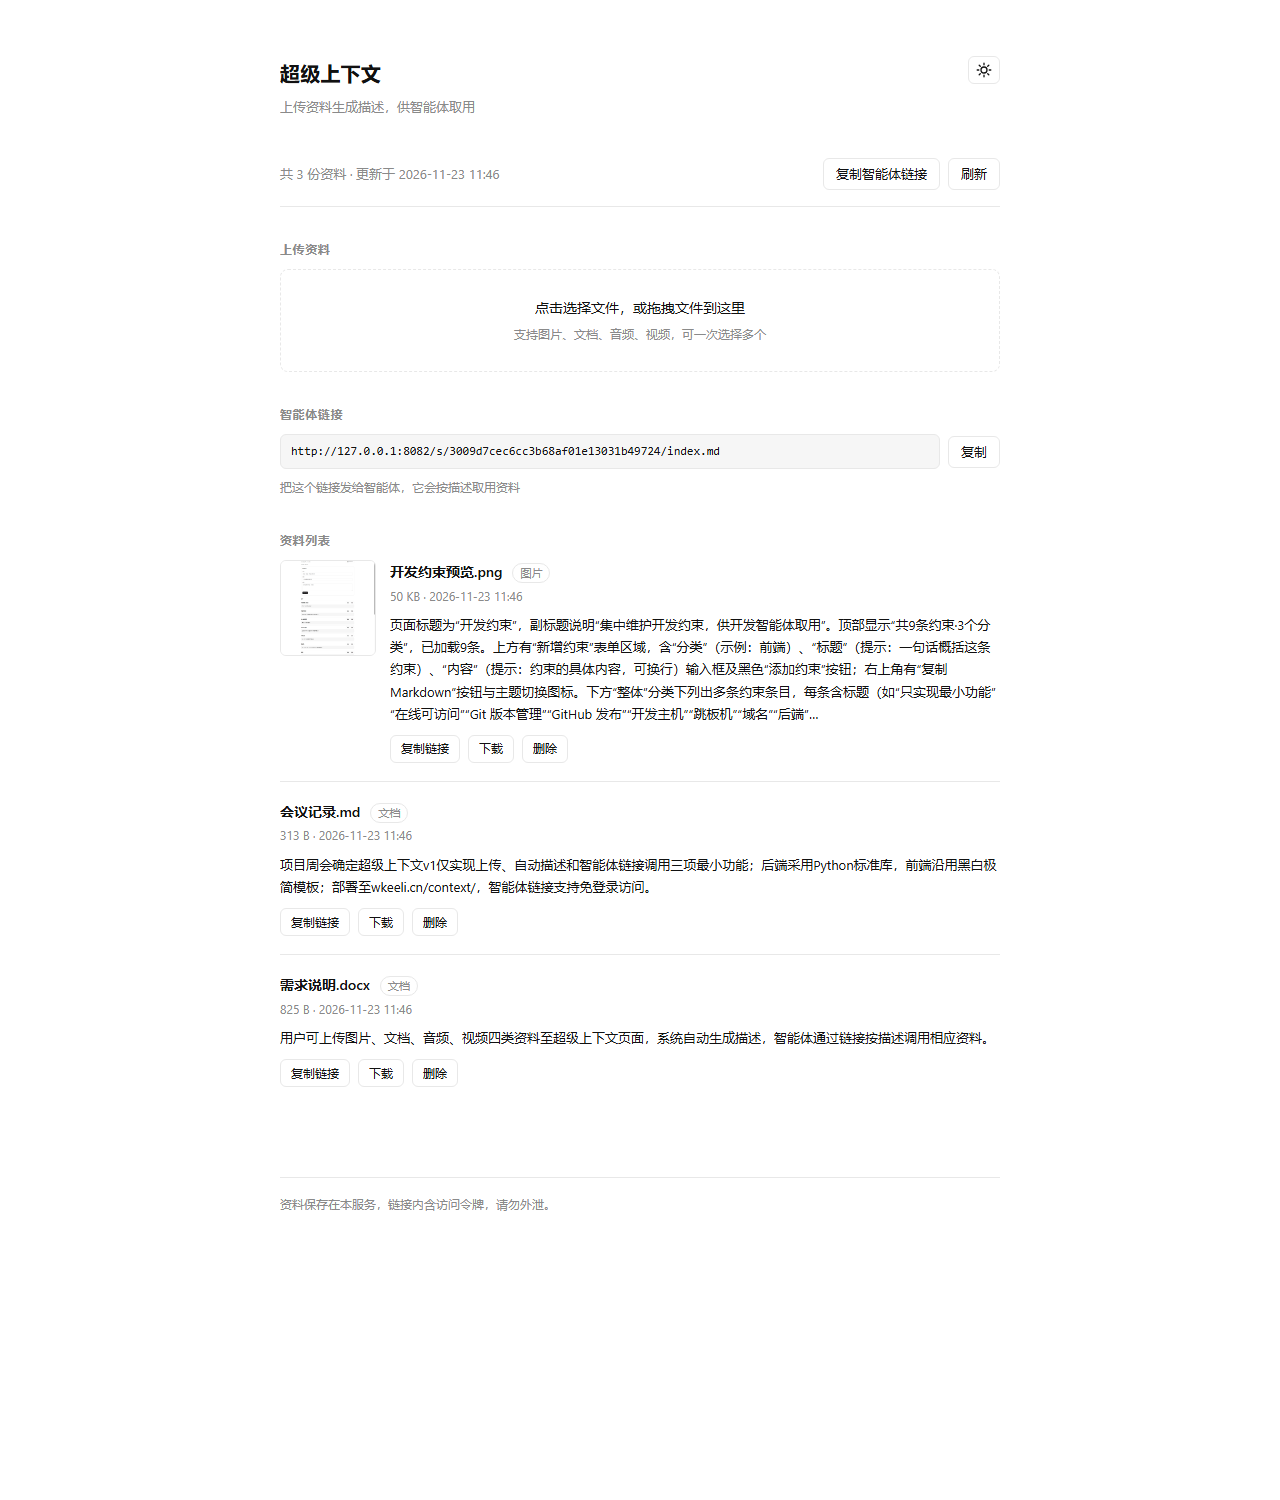 超级上下文
上传资料生成描述，供智能体取用
共 3 份资料 · 更新于 2026-11-23 11:46
复制智能体链接
刷新
上传资料
点击选择文件，或拖拽文件到这里
支持图片、文档、音频、视频，可一次选择多个
智能体链接
http://127.0.0.1:8082/s/3009d7cec6cc3b68af01e13031b49724/index.md
复制
把这个链接发给智能体，它会按描述取用资料
资料列表
开发约束预览.png 图片
50 KB · 2026-11-23 11:46
页面标题为“开发约束”，副标题说明“集中维护开发约束，供开发智能体取用”。顶部显示“共9条约束·3个分
类”，已加载9条。上方有“新增约束”表单区域，含“分类”（示例：前端）、“标题”（提示：一句话概括这条
约束）、“内容”（提示：约束的具体内容，可换行）输入框及黑色“添加约束”按钮；右上角有“复制
Markdown”按钮与主题切换图标。下方“整体”分类下列出多条约束条目，每条含标题（如“只实现最小功能”
“在线可访问”“Git 版本管理”“GitHub 发布”“开发主机”“跳板机”“域名”“后端”...
复制链接 下载 删除
会议记录.md 文档
313 B · 2026-11-23 11:46
项目周会确定超级上下文v1仅实现上传、自动描述和智能体链接调用三项最小功能；后端采用Python标准库，前端沿用黑白极
简模板；部署至wkeeli.cn/context/，智能体链接支持免登录访问。
复制链接 下载 删除
需求说明.docx 文档
825 B · 2026-11-23 11:46
用户可上传图片、文档、音频、视频四类资料至超级上下文页面，系统自动生成描述，智能体通过链接按描述调用相应资料。
复制链接 下载 删除
资料保存在本服务，链接内含访问令牌，请勿外泄。